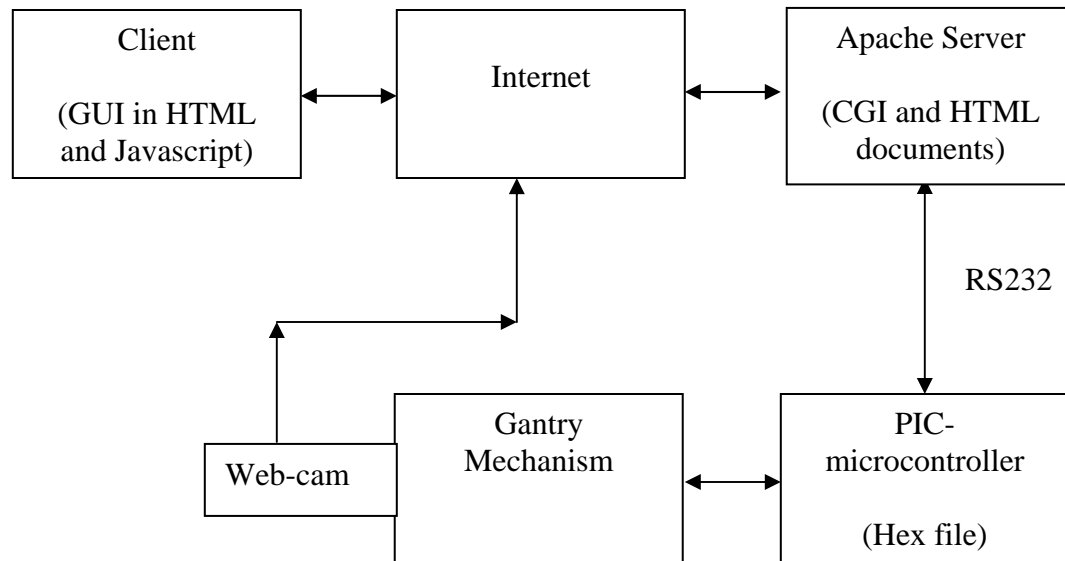 Client
(GUI in HTML
and Javascript)
Internet
Apache Server
(CGI and HTML
documents)
RS232
Web-cam
Gantry
Mechanism
PIC-
microcontroller
(Hex file)